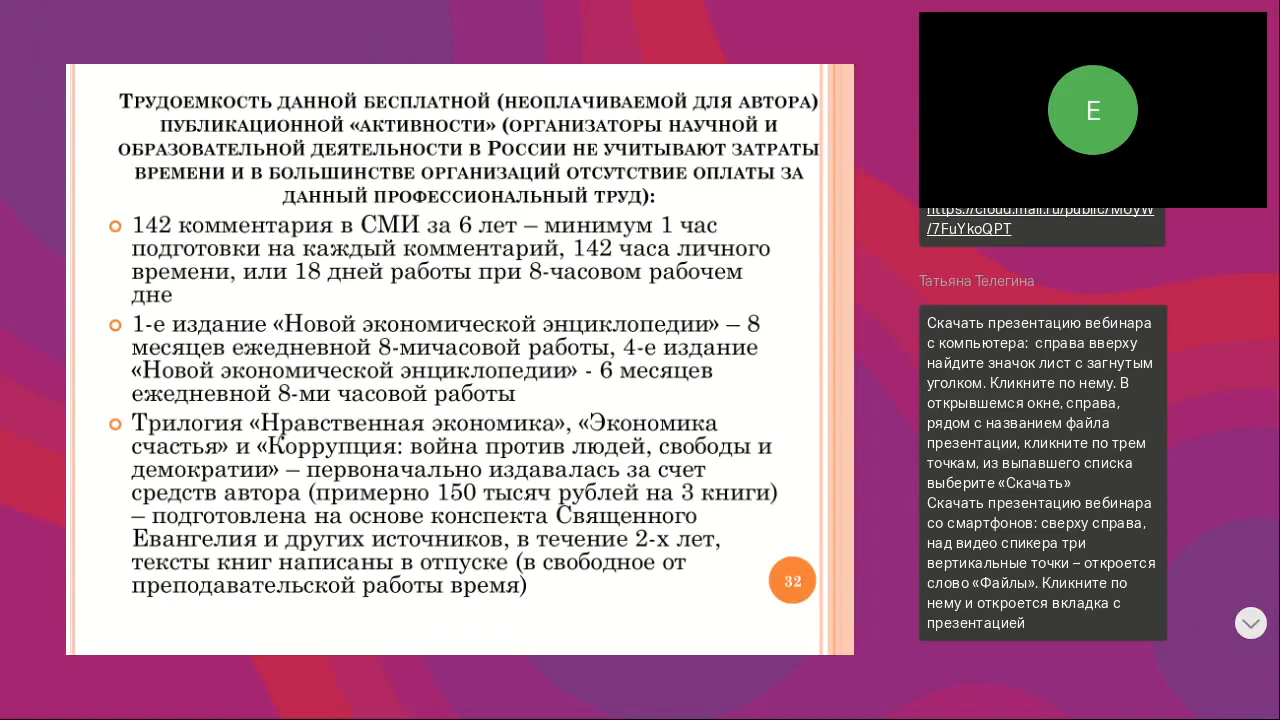 Трудоемкость данной бесплатной (неоплачиваемой для автора)
публикационной «активности» (организаторы научной и
образовательной деятельности в России не учитывают затраты
времени и в большинстве организаций отсутствие оплаты за
данный профессиональный труд):
142 комментария в СМИ за 6 лет – минимум 1 час
подготовки на каждый комментарий, 142 часа личного
времени, или 18 дней работы при 8-часовом рабочем
дне
1-е издание «Новой экономической энциклопедии» – 8
месяцев ежедневной 8-мичасовой работы, 4-е издание
«Новой экономической энциклопедии» - 6 месяцев
ежедневной 8-ми часовой работы
Трилогия «Нравственная экономика», «Экономика
счастья» и «Коррупция: война против людей, свободы и
демократии» – первоначально издавалась за счет
средств автора (примерно 150 тысяч рублей на 3 книги)
– подготовлена на основе конспекта Священного
Евангелия и других источников, в течение 2-х лет,
тексты книг написаны в отпуске (в свободное от
преподавательской работы время)
32
E
https://cloud.mail.ru/public/M0yW
/7FuYkoQPT
Татьяна Телегина
Скачать презентацию вебинара
с компьютера: справа вверху
найдите значок лист с загнутым
уголком. Кликните по нему. В
открывшемся окне, справа,
рядом с названием файла
презентации, кликните по трем
точкам, из выпавшего списка
выберите «Скачать»
Скачать презентацию вебинара
со смартфонов: сверху справа,
над видео спикера три
вертикальные точки – откроется
слово «Файлы». Кликните по
нему и откроется вкладка с
презентацией